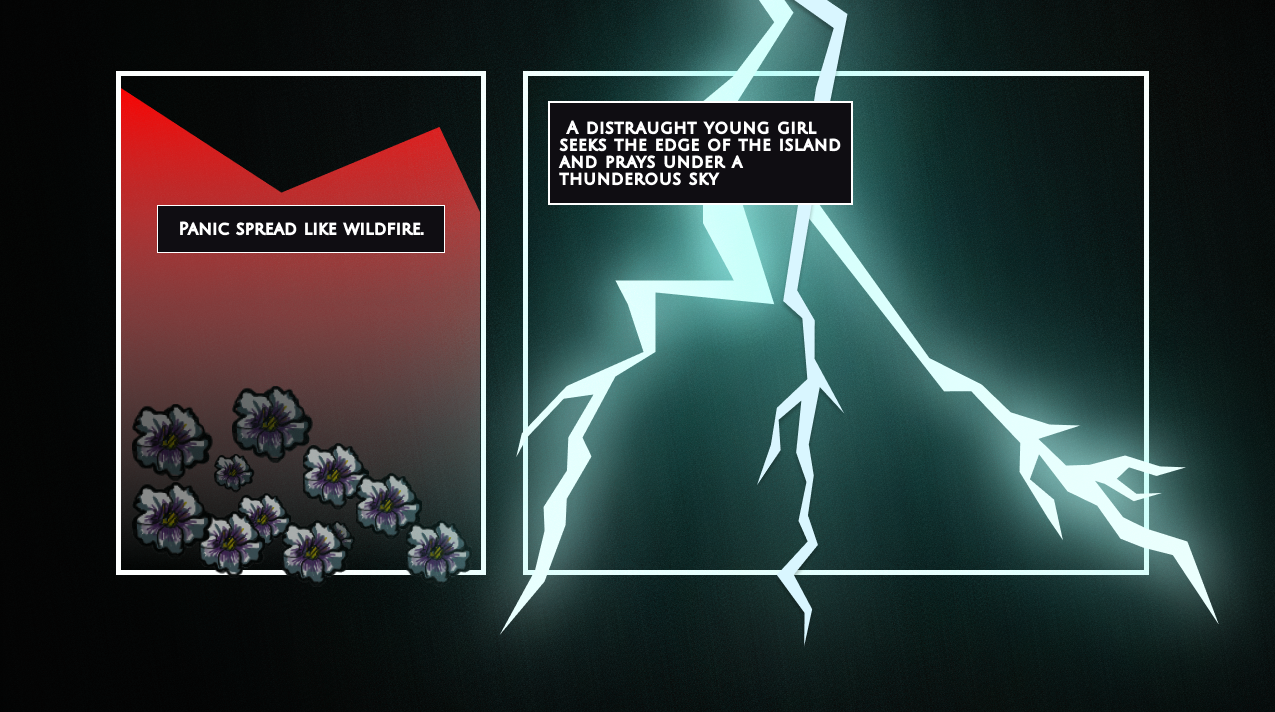 Panic spread like wildfire.
A distraught young girl
seeks the edge of the island
and prays under a
thunderous sky